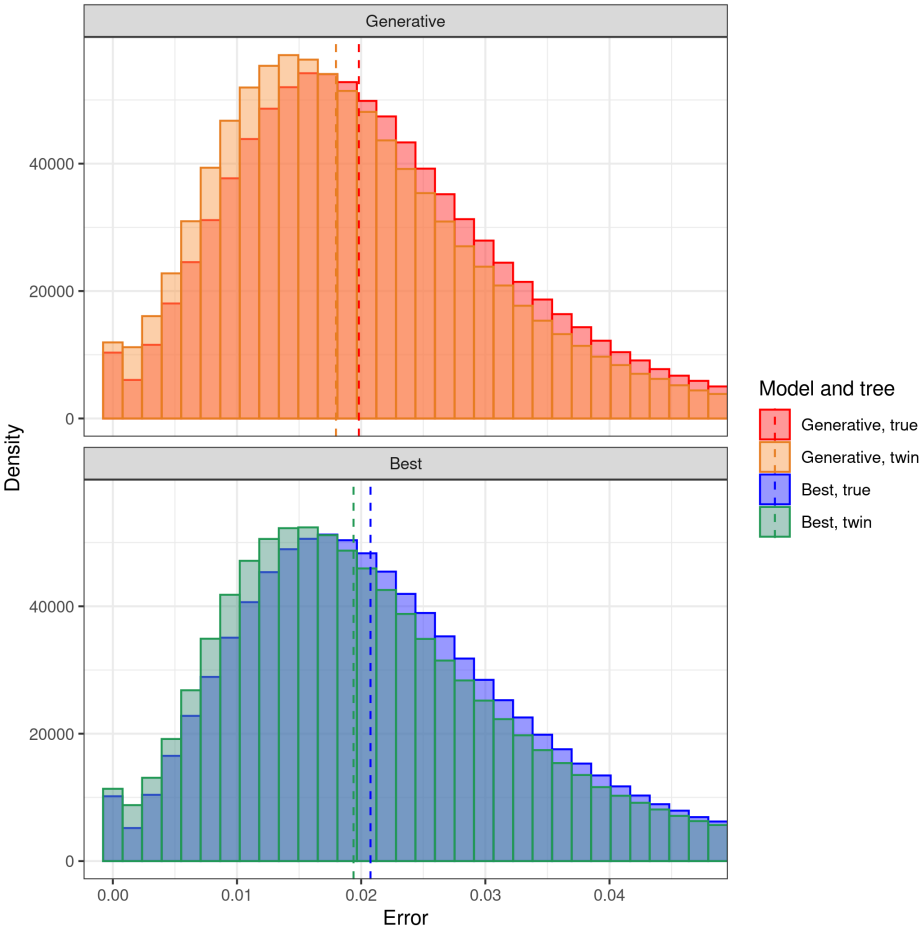 Generative
40000
20000
0
Density
Best
40000
20000
0
0.00
0.01
0.02
0.03
0.04
Error
Model and tree
Generative, true
Generative, twin
Best, true
Best, twin